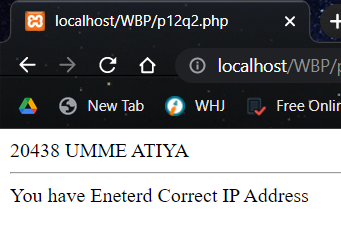 localhost/WBP/p12q2.php
localhost/WBP/
New Tab WHJ Free Onlin
20438 UMME ATIYA
You have Eneterd Correct IP Address